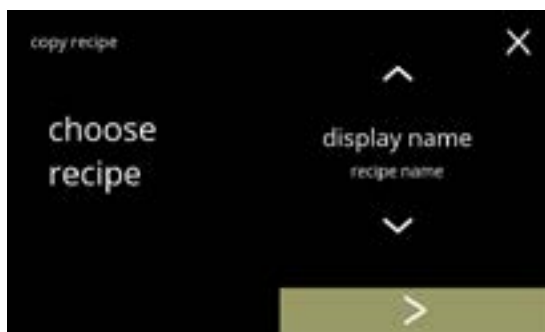 copy recipe
choose
recipe
display name
recipe name